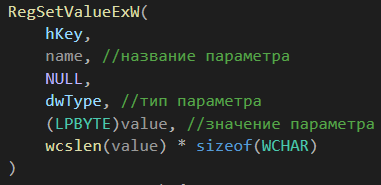 RegSetValueExW(
hKey,
name, //название параметра
NULL,
dwType, //тип параметра
(LPBYTE)value, //значение параметра
wcslen(value) * sizeof(WCHAR)
)